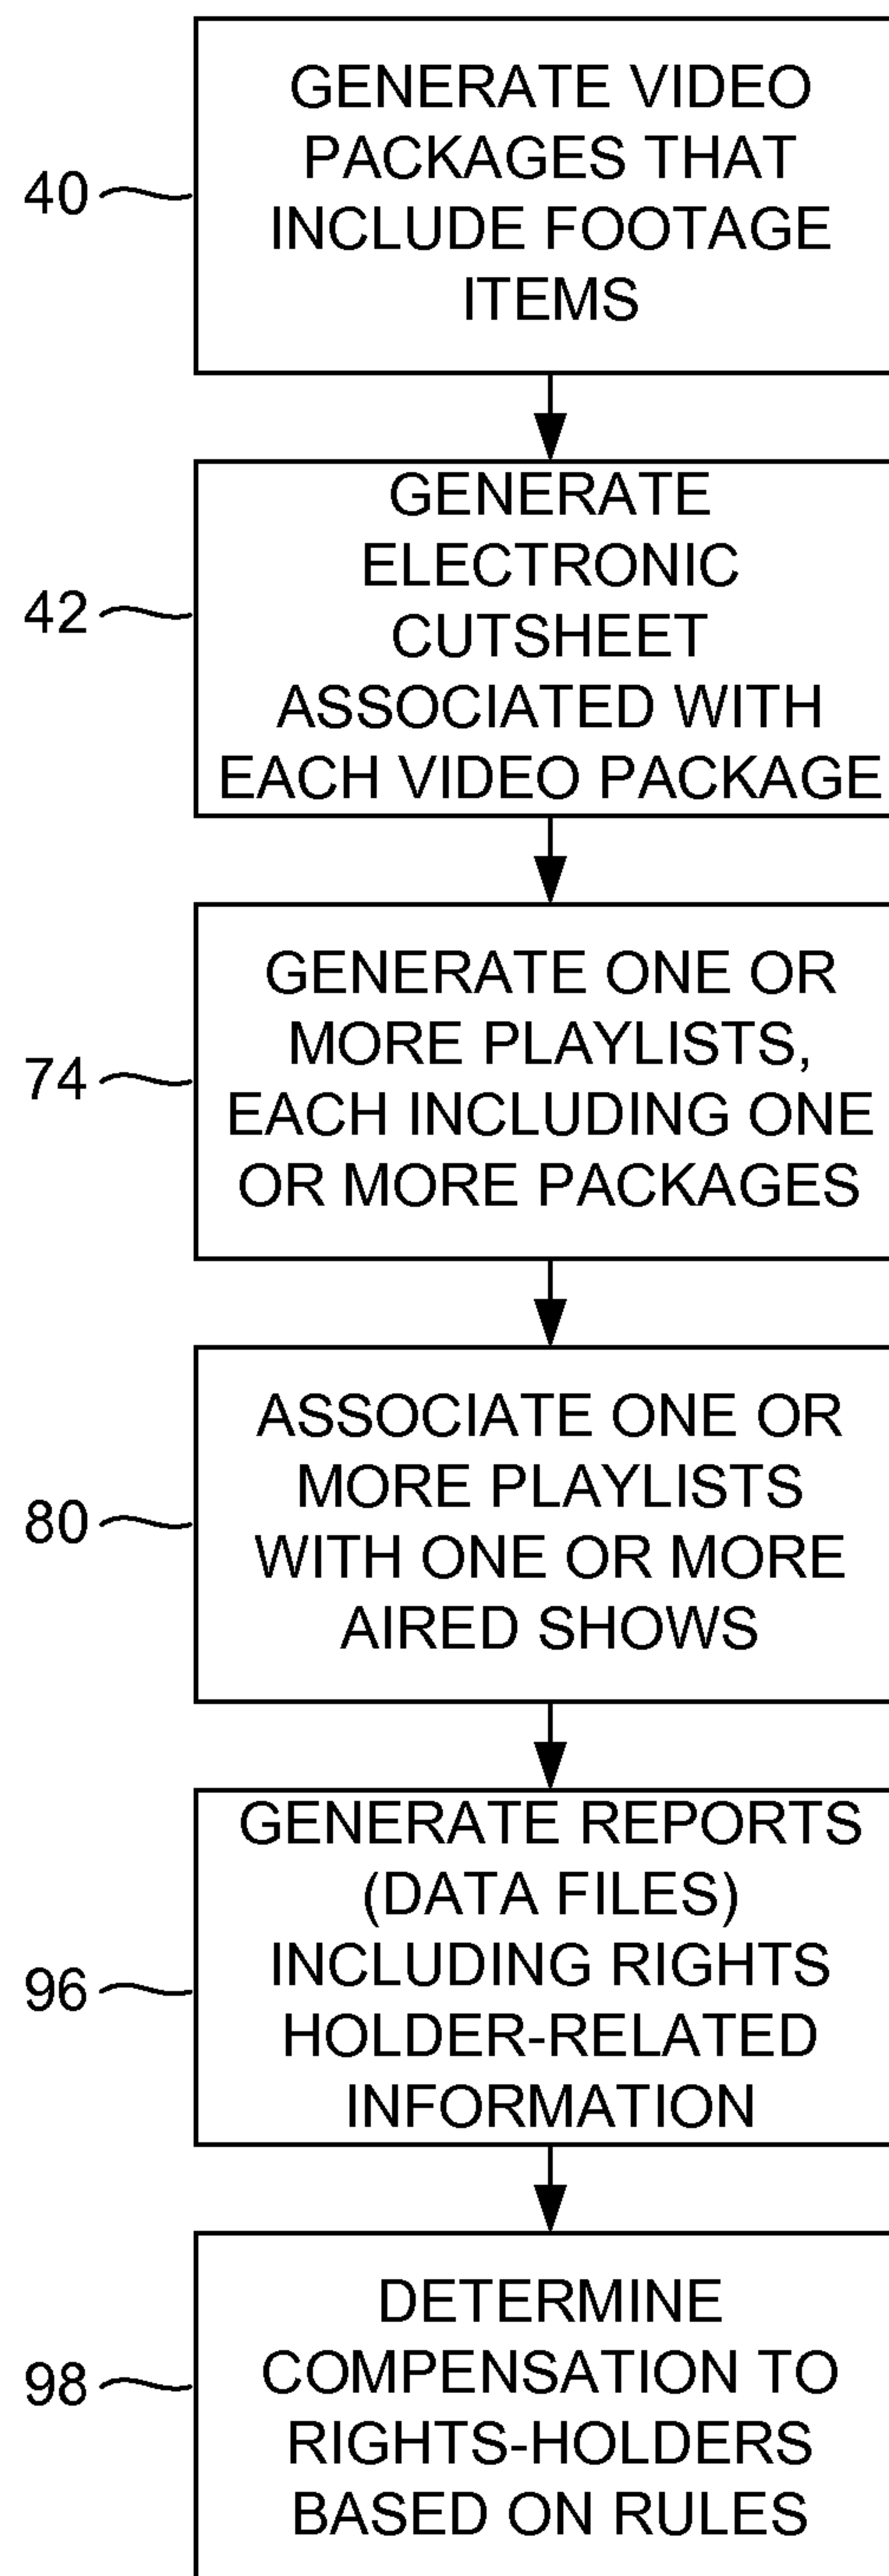 GENERATE VIDEO
PACKAGES THAT
INCLUDE FOOTAGE
ITEMS
40
GENERATE
ELECTRONIC
CUTSHEET
ASSOCIATED WITH
EACH VIDEO PACKAGE
42
GENERATE ONE OR
MORE PLAYLISTS,
EACH INCLUDING ONE
OR MORE PACKAGES
74
ASSOCIATE ONE OR
MORE PLAYLISTS
WITH ONE OR MORE
AIRED SHOWS
80
GENERATE REPORTS
(DATA FILES)
INCLUDING RIGHTS
HOLDER-RELATED
INFORMATION
96
DETERMINE
COMPENSATION TO
RIGHTS-HOLDERS
BASED ON RULES
98